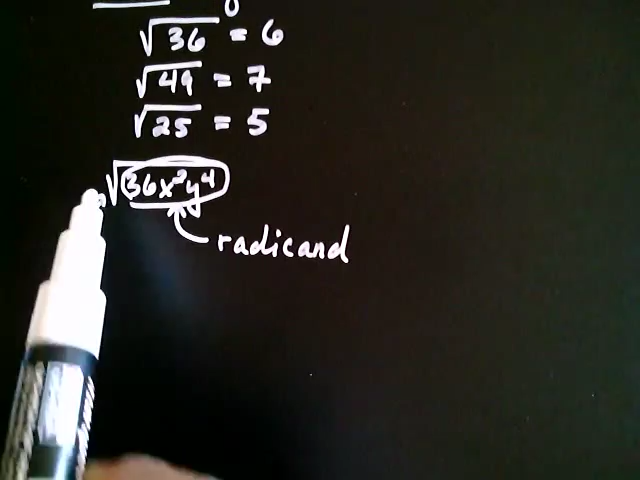 √36 = 6
√49 = 7
√25 = 5
√36x²y⁴
radicand